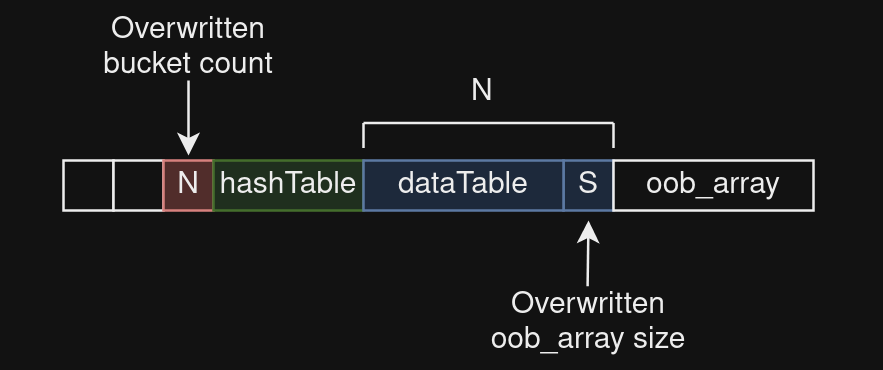 Overwritten
bucket count
N
N
hashTable
dataTable
S
oob_array
Overwritten
oob_array size